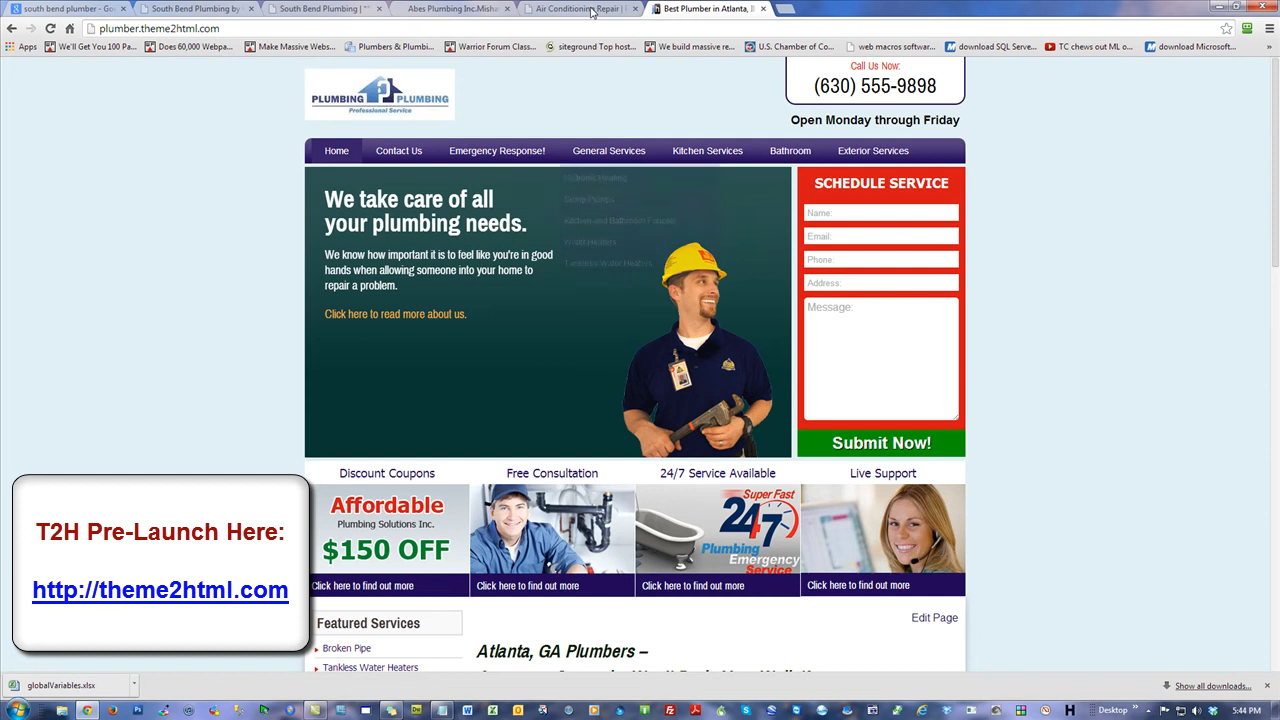 south bend plumber - Goo
South Bend Plumbing by
South Bend Plumbing | "
Abes Plumbing Inc.Misha
Air Conditioning Repair |
Best Plumber in Atlanta,
plumber.theme2html.com
Apps
We'll Get You 100 Pa...
Does 60,000 Webpa...
Make Massive Webs...
Plumbers & Plumbi...
Warrior Forum Class...
siteground Top host...
We build massive re...
U.S. Chamber of Co...
web macros softwar...
download SQL Serve...
TC chews out ML o...
download Microsoft...
PLUMBING PLUMBING
Professional Service
Call Us Now:
(630) 555-9898
Open Monday through Friday
Home
Contact Us
Emergency Response!
General Services
Kitchen Services
Bathroom
Exterior Services
We take care of all
your plumbing needs.
We know how important it is to feel like you're in good
hands when allowing someone into your home to
repair a problem.
Click here to read more about us.
Tankless Water Heaters
SCHEDULE SERVICE
Name:
Email:
Phone:
Address:
Message:
Submit Now!
Discount Coupons
Free Consultation
24/7 Service Available
Live Support
Affordable
Plumbing Solutions Inc.
$150 OFF
Super Fast
24/7
Plumbing
Emergency
Service
Click here to find out more
Click here to find out more
Click here to find out more
Click here to find out more
T2H Pre-Launch Here:
http://theme2html.com
Featured Services
Broken Pipe
Tankless Water Heaters
Edit Page
Atlanta, GA Plumbers –
globalVariables.xlsx
Show all downloads...
Desktop
5:44 PM